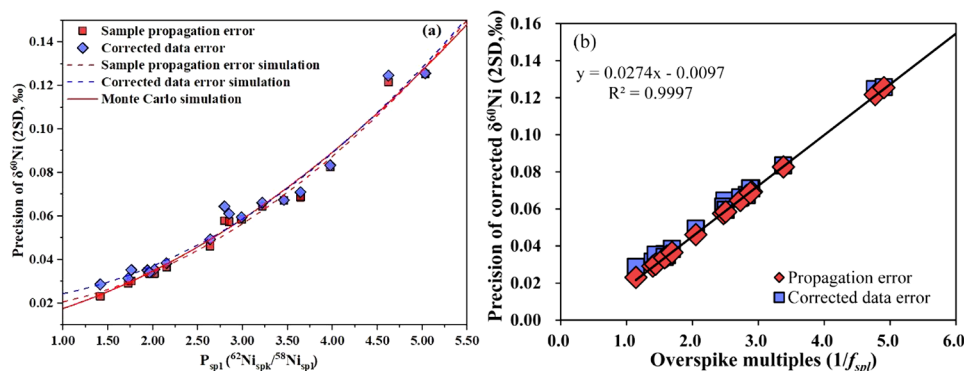 (a)
Sample propagation error
Corrected data error
Sample propagation error simulation
Corrected data error simulation
Monte Carlo simulation
Precision of δ⁶⁰Ni (2SD, ‰)
0.14
0.12
0.10
0.08
0.06
0.04
0.02
1.00 1.50 2.00 2.50 3.00 3.50 4.00 4.50 5.00 5.50
P_spl (⁶²Ni_spk/⁵⁸Ni_spl)
(b)
y = 0.0274x - 0.0097
R² = 0.9997
Precision of corrected δ⁶⁰Ni (2SD,‰)
0.16
0.14
0.12
0.10
0.08
0.06
0.04
0.02
0.00
Propagation error
Corrected data error
0.0 1.0 2.0 3.0 4.0 5.0 6.0
Overspike multiples (1/f_spl)